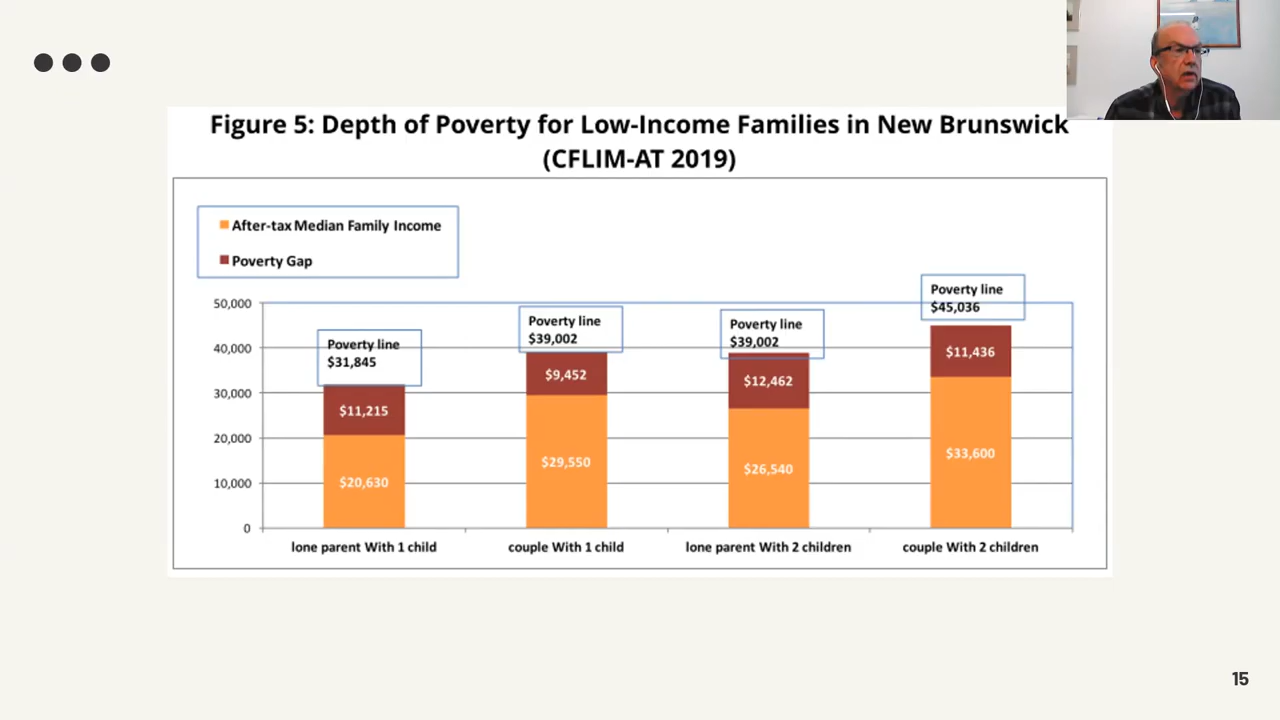 Figure 5: Depth of Poverty for Low-Income Families in New Brunswick
(CFLIM-AT 2019)
After-tax Median Family Income
Poverty Gap
50,000
40,000
30,000
20,000
10,000
0
Poverty line
$31,845
Poverty line
$39,002
Poverty line
$39,002
Poverty line
$45,036
$11,215
$9,452
$12,462
$11,436
$20,630
$29,550
$26,540
$33,600
lone parent With 1 child
couple With 1 child
lone parent With 2 children
couple With 2 children
15